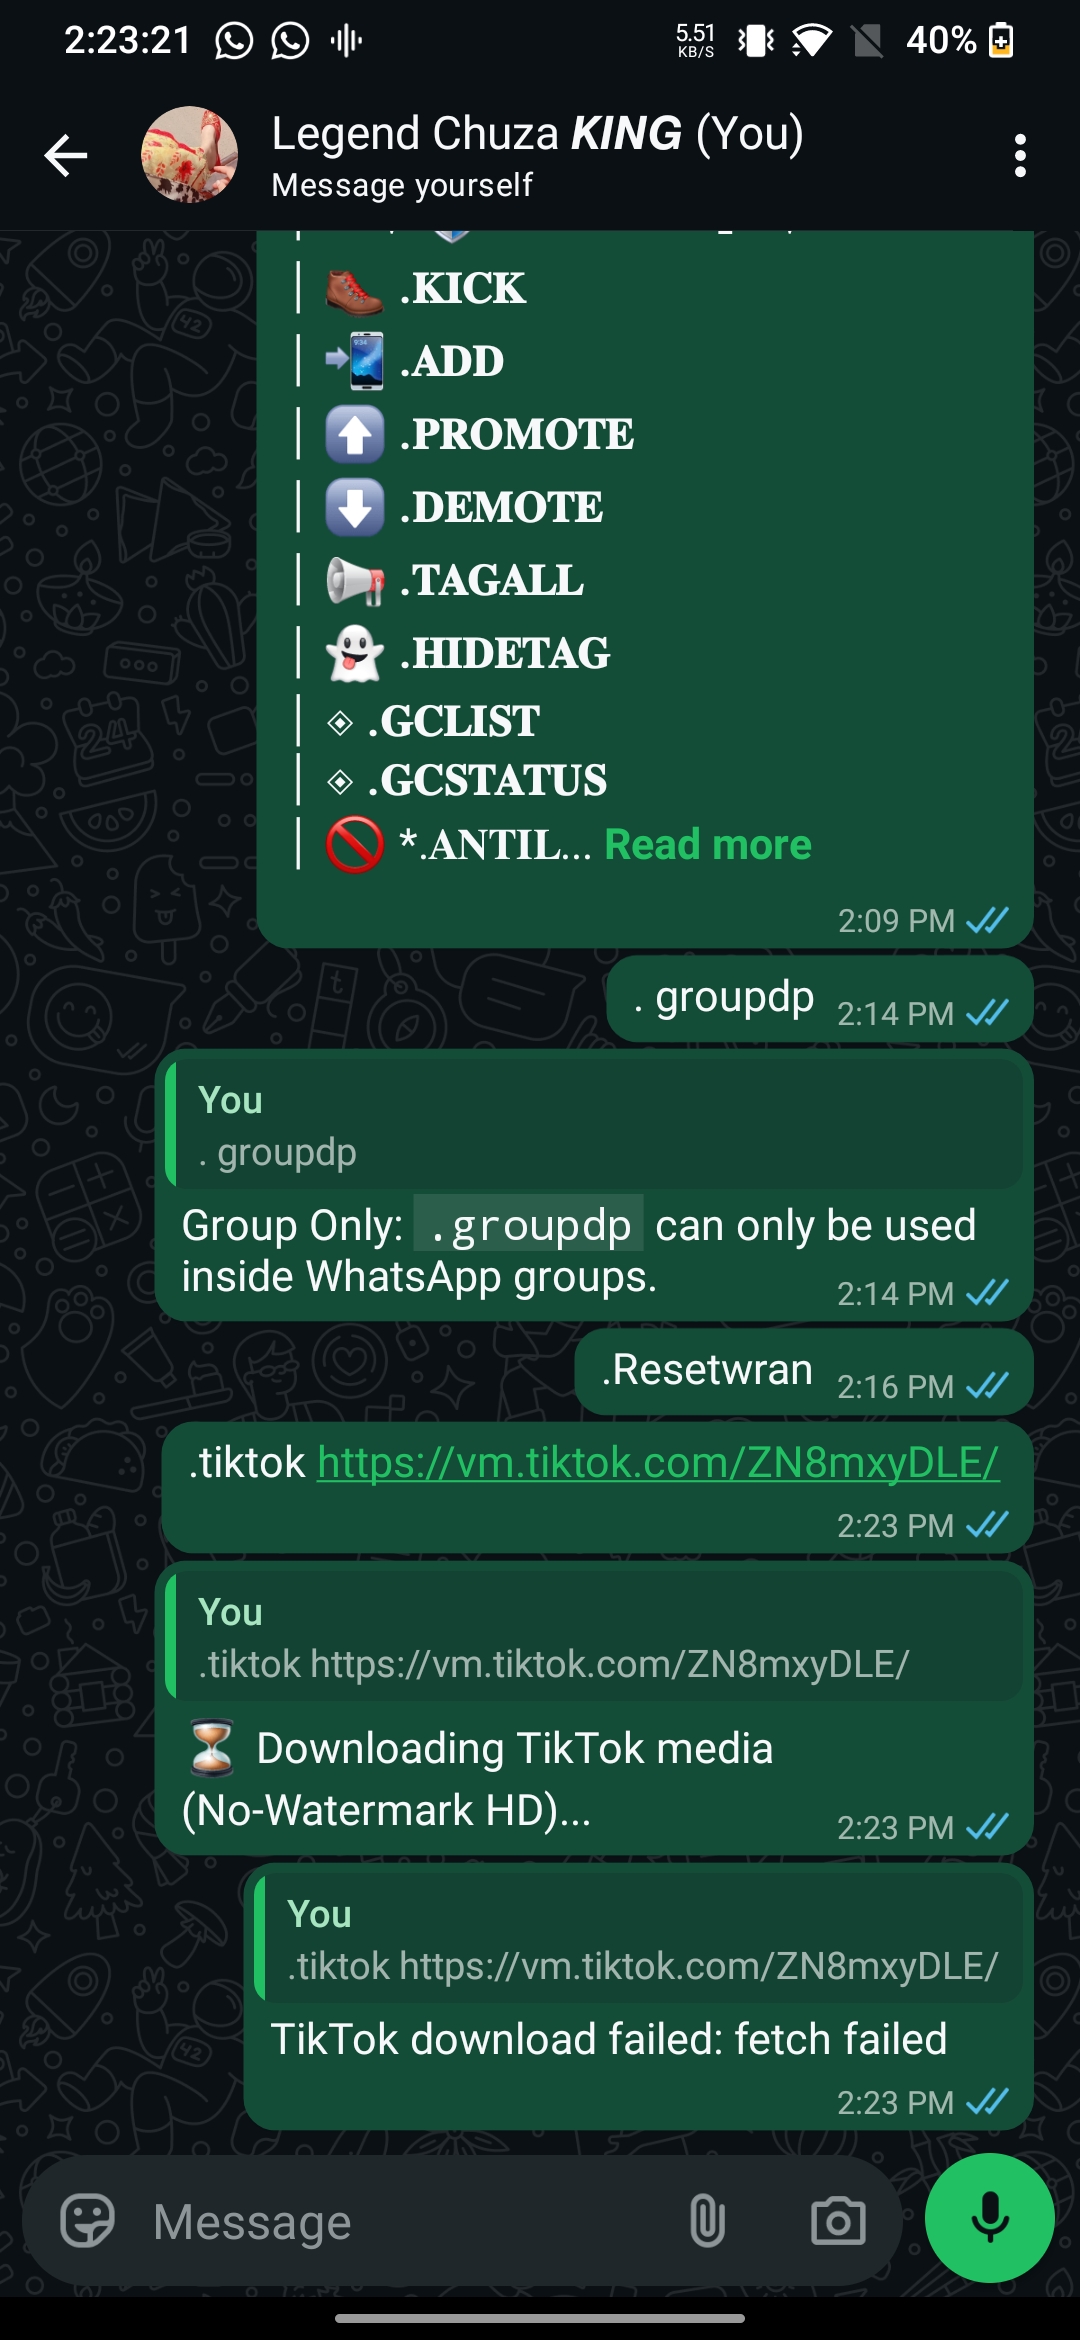 2:23:21
5.51
KB/S
40%
Legend Chuza KING (You)
Message yourself
| 🥾 .KICK
| 📲 .ADD
| ⬆️ .PROMOTE
| ⬇️ .DEMOTE
| 📢 .TAGALL
| 👻 .HIDETAG
| ⟐ .GCLIST
| ⟐ .GCSTATUS
| 🚫 *.ANTIL... Read more
2:09 PM
. groupdp 2:14 PM
You
. groupdp
Group Only: .groupdp can only be used
inside WhatsApp groups. 2:14 PM
.Resetwran 2:16 PM
.tiktok https://vm.tiktok.com/ZN8mxyDLE/
2:23 PM
You
.tiktok https://vm.tiktok.com/ZN8mxyDLE/
⏳ Downloading TikTok media
(No-Watermark HD)... 2:23 PM
You
.tiktok https://vm.tiktok.com/ZN8mxyDLE/
TikTok download failed: fetch failed
2:23 PM
Message